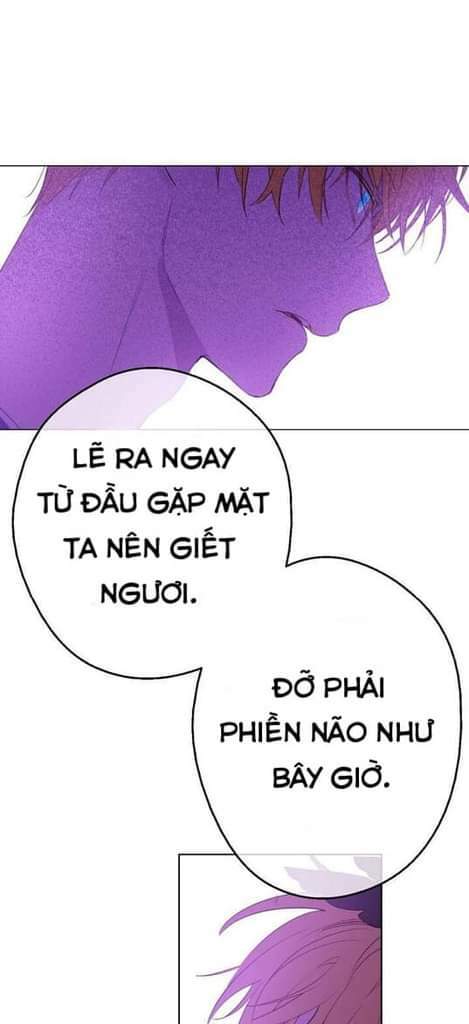 LẼ RA NGAY
TỪ ĐẦU GẶP MẶT
TA NÊN GIẾT
NGƯƠI.
ĐỠ PHẢI
PHIỀN NÃO NHƯ
BÂY GIỜ.